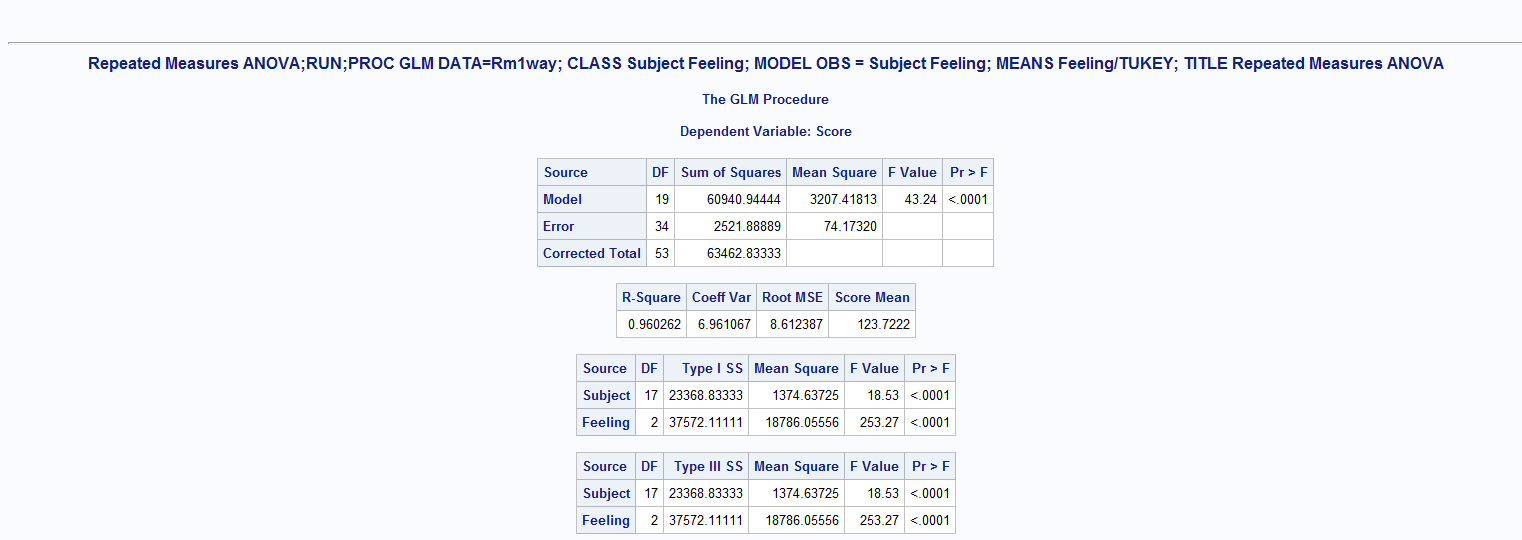 Repeated Measures ANOVA;RUN;PROC GLM DATA=Rm1way; CLASS Subject Feeling; MODEL OBS = Subject Feeling; MEANS Feeling/TUKEY; TITLE Repeated Measures ANOVA
The GLM Procedure
Dependent Variable: Score
Source DF Sum of Squares Mean Square F Value Pr > F
Model 19 60940.94444 3207.41813 43.24 <.0001
Error 34 2521.88889 74.17320
Corrected Total 53 63462.83333
R-Square Coeff Var Root MSE Score Mean
0.960262 6.961067 8.612387 123.7222
Source DF Type I SS Mean Square F Value Pr > F
Subject 17 23368.83333 1374.63725 18.53 <.0001
Feeling 2 37572.11111 18786.05556 253.27 <.0001
Source DF Type III SS Mean Square F Value Pr > F
Subject 17 23368.83333 1374.63725 18.53 <.0001
Feeling 2 37572.11111 18786.05556 253.27 <.0001